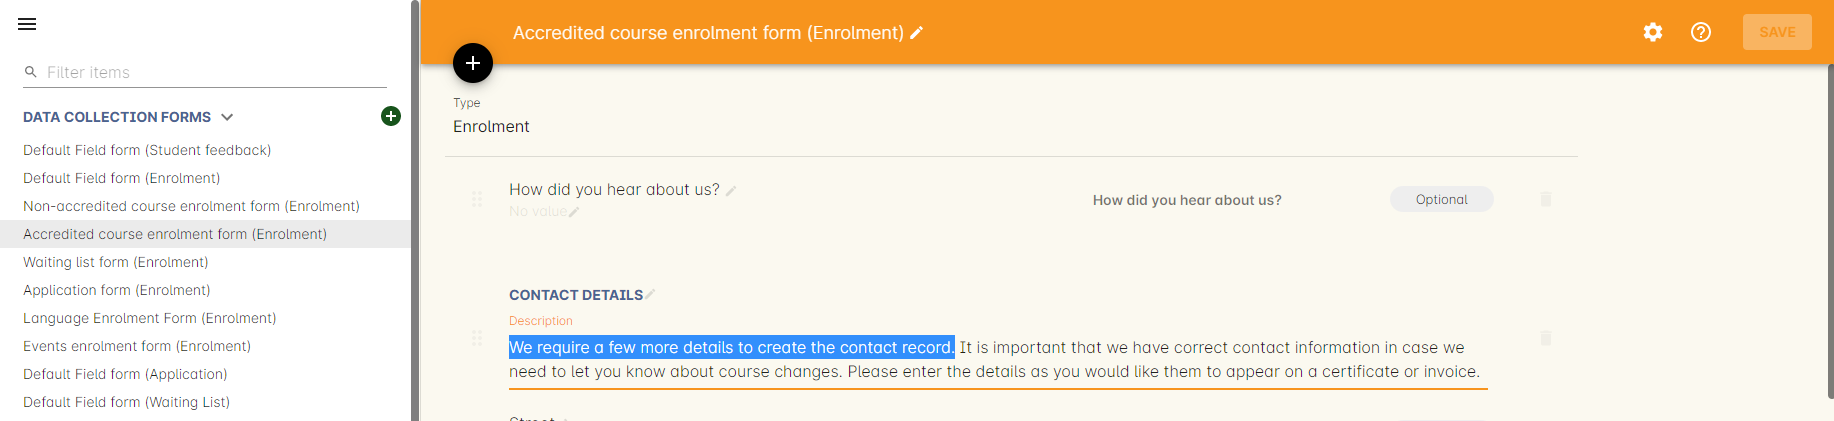 Filter items
DATA COLLECTION FORMS
Default Field form (Student feedback)
Default Field form (Enrolment)
Non-accredited course enrolment form (Enrolment)
Accredited course enrolment form (Enrolment)
Waiting list form (Enrolment)
Application form (Enrolment)
Language Enrolment Form (Enrolment)
Events enrolment form (Enrolment)
Default Field form (Application)
Default Field form (Waiting List)
Accredited course enrolment form (Enrolment)
SAVE
Type
Enrolment
How did you hear about us?
No value
How did you hear about us?
Optional
CONTACT DETAILS
Description
We require a few more details to create the contact record. It is important that we have correct contact information in case we
need to let you know about course changes. Please enter the details as you would like them to appear on a certificate or invoice.